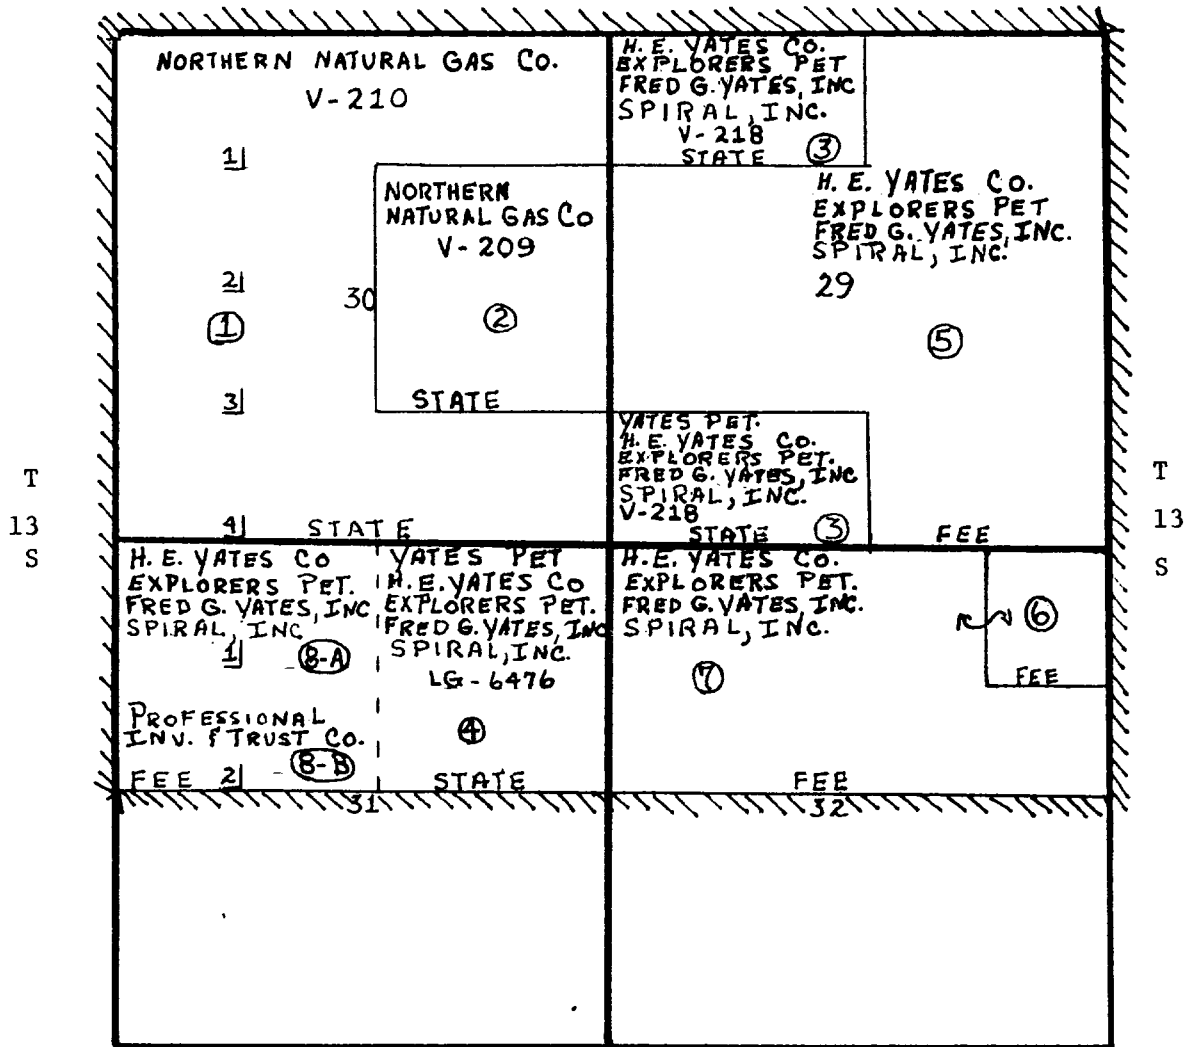 NORTHERN NATURAL GAS CO.
V-210
1
2
30
1
3
4
STATE
NORTHERN
NATURAL GAS CO
V-209
2
STATE
H. E. YATES CO.
EXPLORERS PET
FRED G. YATES, INC
SPIRAL, INC.
V-218
STATE 3
H. E. YATES CO.
EXPLORERS PET
FRED G. YATES, INC.
SPIRAL, INC.
29
5
YATES PET.
H. E. YATES CO.
EXPLORERS PET.
FRED G. YATES, INC
SPIRAL, INC.
V-218
STATE 3
FEE
T
13
S
T
13
S
H. E. YATES CO
EXPLORERS PET.
FRED G. YATES, INC
SPIRAL, INC
1 8-A
PROFESSIONAL
INV. & TRUST CO.
8-B
FEE 2
YATES PET
H. E. YATES CO
EXPLORERS PET.
FRED G. YATES, INC
SPIRAL, INC.
LG-6476
4
STATE
31
H. E. YATES CO.
EXPLORERS PET.
FRED G. YATES, INC.
SPIRAL, INC.
7
6
FEE
FEE
32